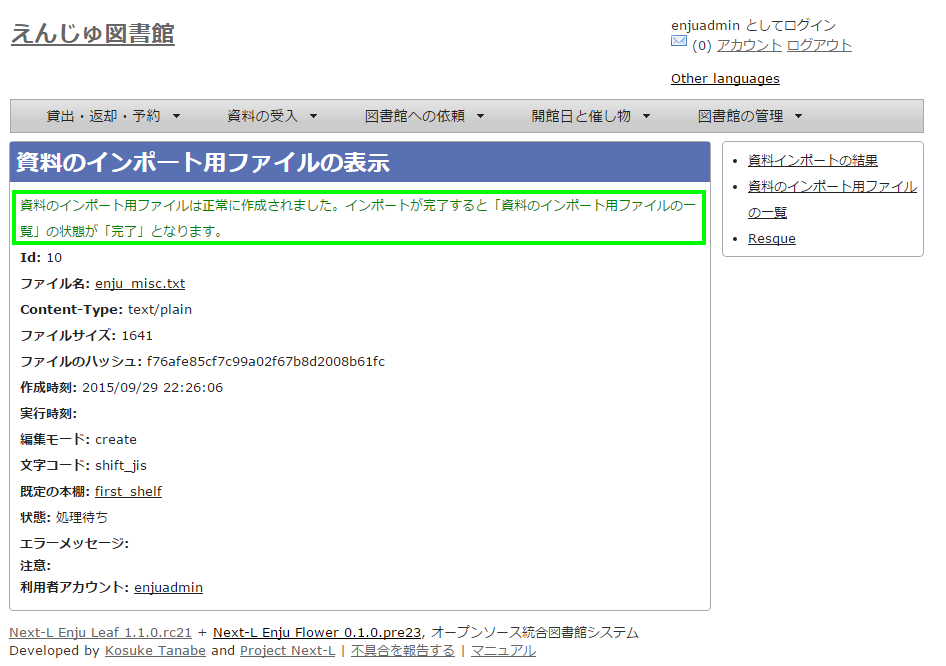 えんじゅ図書館
enjuadmin としてログイン
(0) アカウント ログアウト
Other languages
貸出・返却・予約 ▼ 資料の受入 ▼ 図書館への依頼 ▼ 開館日と催し物 ▼ 図書館の管理 ▼
資料のインポート用ファイルの表示
資料のインポート用ファイルは正常に作成されました。インポートが完了すると「資料のインポート用ファイルの一
覧」の状態が「完了」となります。
Id: 10
ファイル名: enju_misc.txt
Content-Type: text/plain
ファイルサイズ: 1641
ファイルのハッシュ: f76afe85cf7c99a02f67b8d2008b61fc
作成時刻: 2015/09/29 22:26:06
実行時刻:
編集モード: create
文字コード: shift_jis
既定の本棚: first_shelf
状態: 処理待ち
エラーメッセージ:
注意:
利用者アカウント: enjuadmin
• 資料インポートの結果
• 資料のインポート用ファイル
の一覧
• Resque
Next-L Enju Leaf 1.1.0.rc21 + Next-L Enju Flower 0.1.0.pre23, オープンソース統合図書館システム
Developed by Kosuke Tanabe and Project Next-L | 不具合を報告する | マニュアル